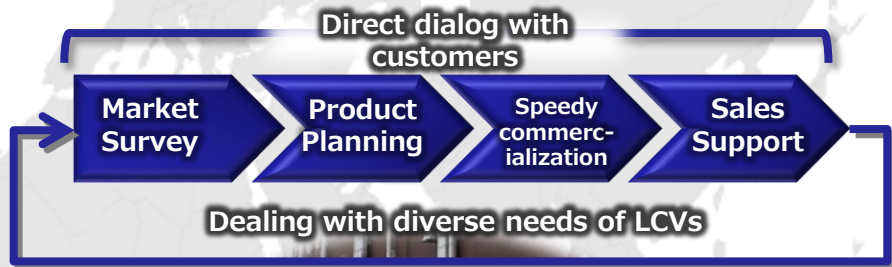 Direct dialog with
customers
Market
Survey
Product
Planning
Speedy
commerc-
ialization
Sales
Support
Dealing with diverse needs of LCVs